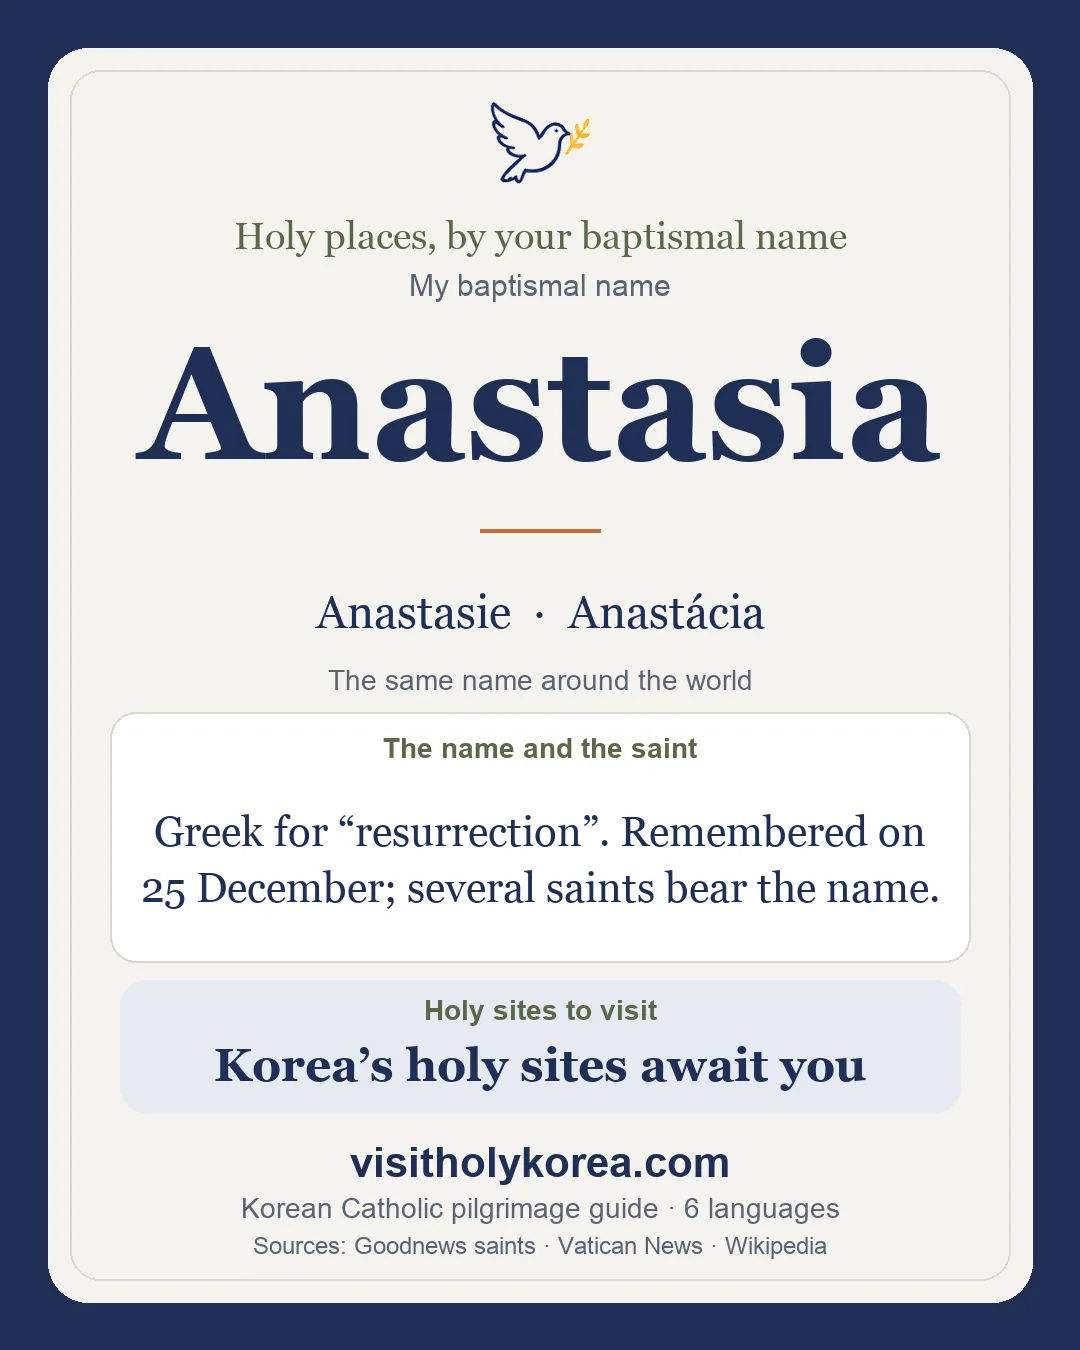 Holy places, by your baptismal name
My baptismal name
Anastasia
Anastasie · Anastácia
The same name around the world
The name and the saint
Greek for “resurrection”. Remembered on
25 December; several saints bear the name.
Holy sites to visit
Korea’s holy sites await you
visitholykorea.com
Korean Catholic pilgrimage guide · 6 languages
Sources: Goodnews saints · Vatican News · Wikipedia